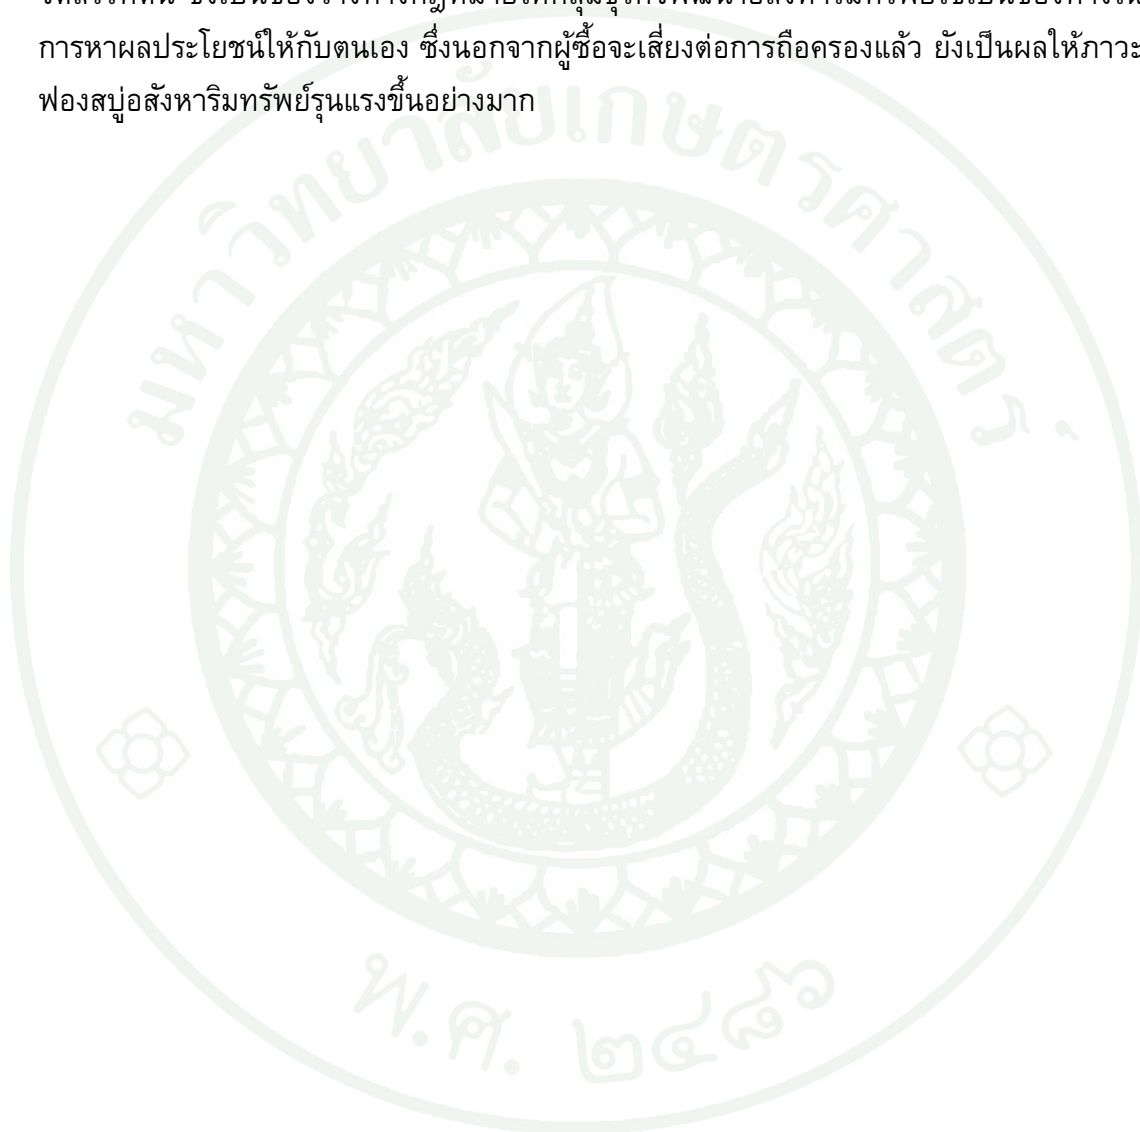 การหาผลประโยชน์ให้กับตนเอง ซึ่งนอกจากผู้ซื้อจะเสี่ยงต่อการถือครองแล้ว ยังเป็นผลให้ภาวะ
ฟองสบู่อสังหาริมทรัพย์รุนแรงขึ้นอย่างมาก
มหาวิทยาลัยเกษตรศาสตร์
พ.ศ. ๒๔๘๖